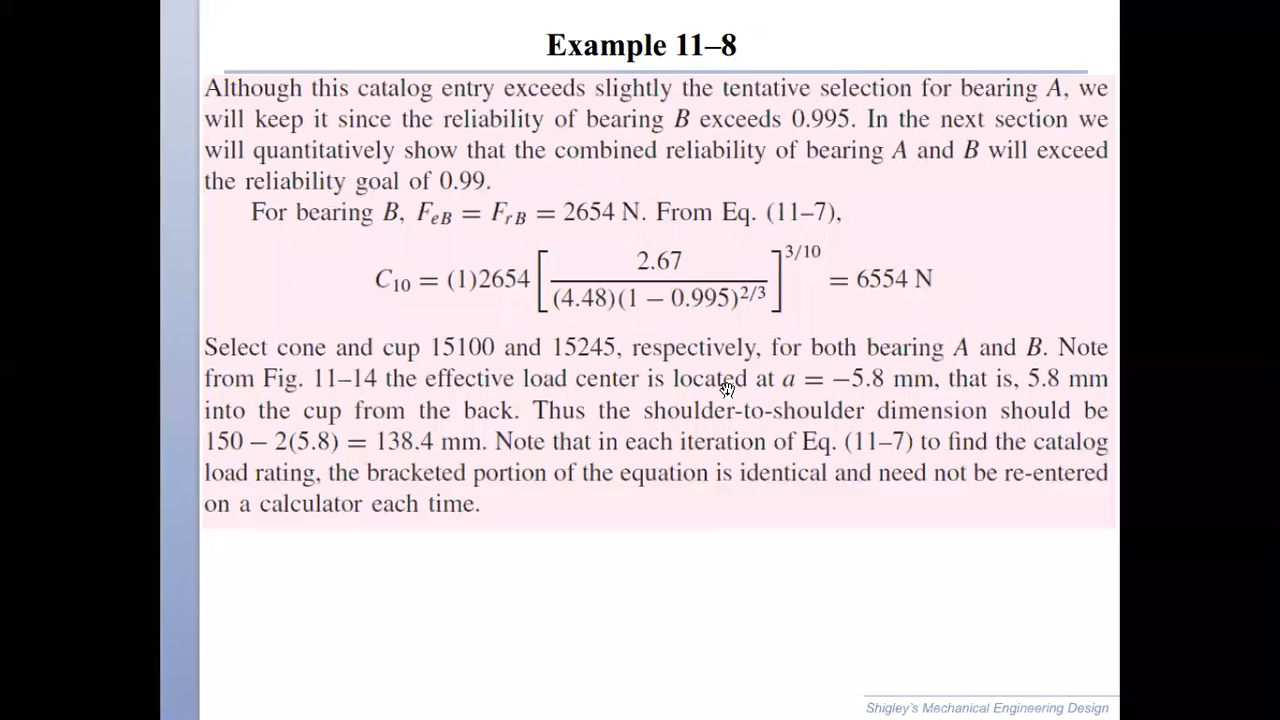 Example 11–8
Although this catalog entry exceeds slightly the tentative selection for bearing A, we
will keep it since the reliability of bearing B exceeds 0.995. In the next section we
will quantitatively show that the combined reliability of bearing A and B will exceed
the reliability goal of 0.99.
For bearing B, F_eB = F_rB = 2654 N. From Eq. (11–7),
C_10 = (1)2654 [ 2.67 / (4.48)(1 − 0.995)^2/3 ]^3/10 = 6554 N
Select cone and cup 15100 and 15245, respectively, for both bearing A and B. Note
from Fig. 11–14 the effective load center is located at a = −5.8 mm, that is, 5.8 mm
into the cup from the back. Thus the shoulder-to-shoulder dimension should be
150 − 2(5.8) = 138.4 mm. Note that in each iteration of Eq. (11–7) to find the catalog
load rating, the bracketed portion of the equation is identical and need not be re-entered
on a calculator each time.
Shigley's Mechanical Engineering Design